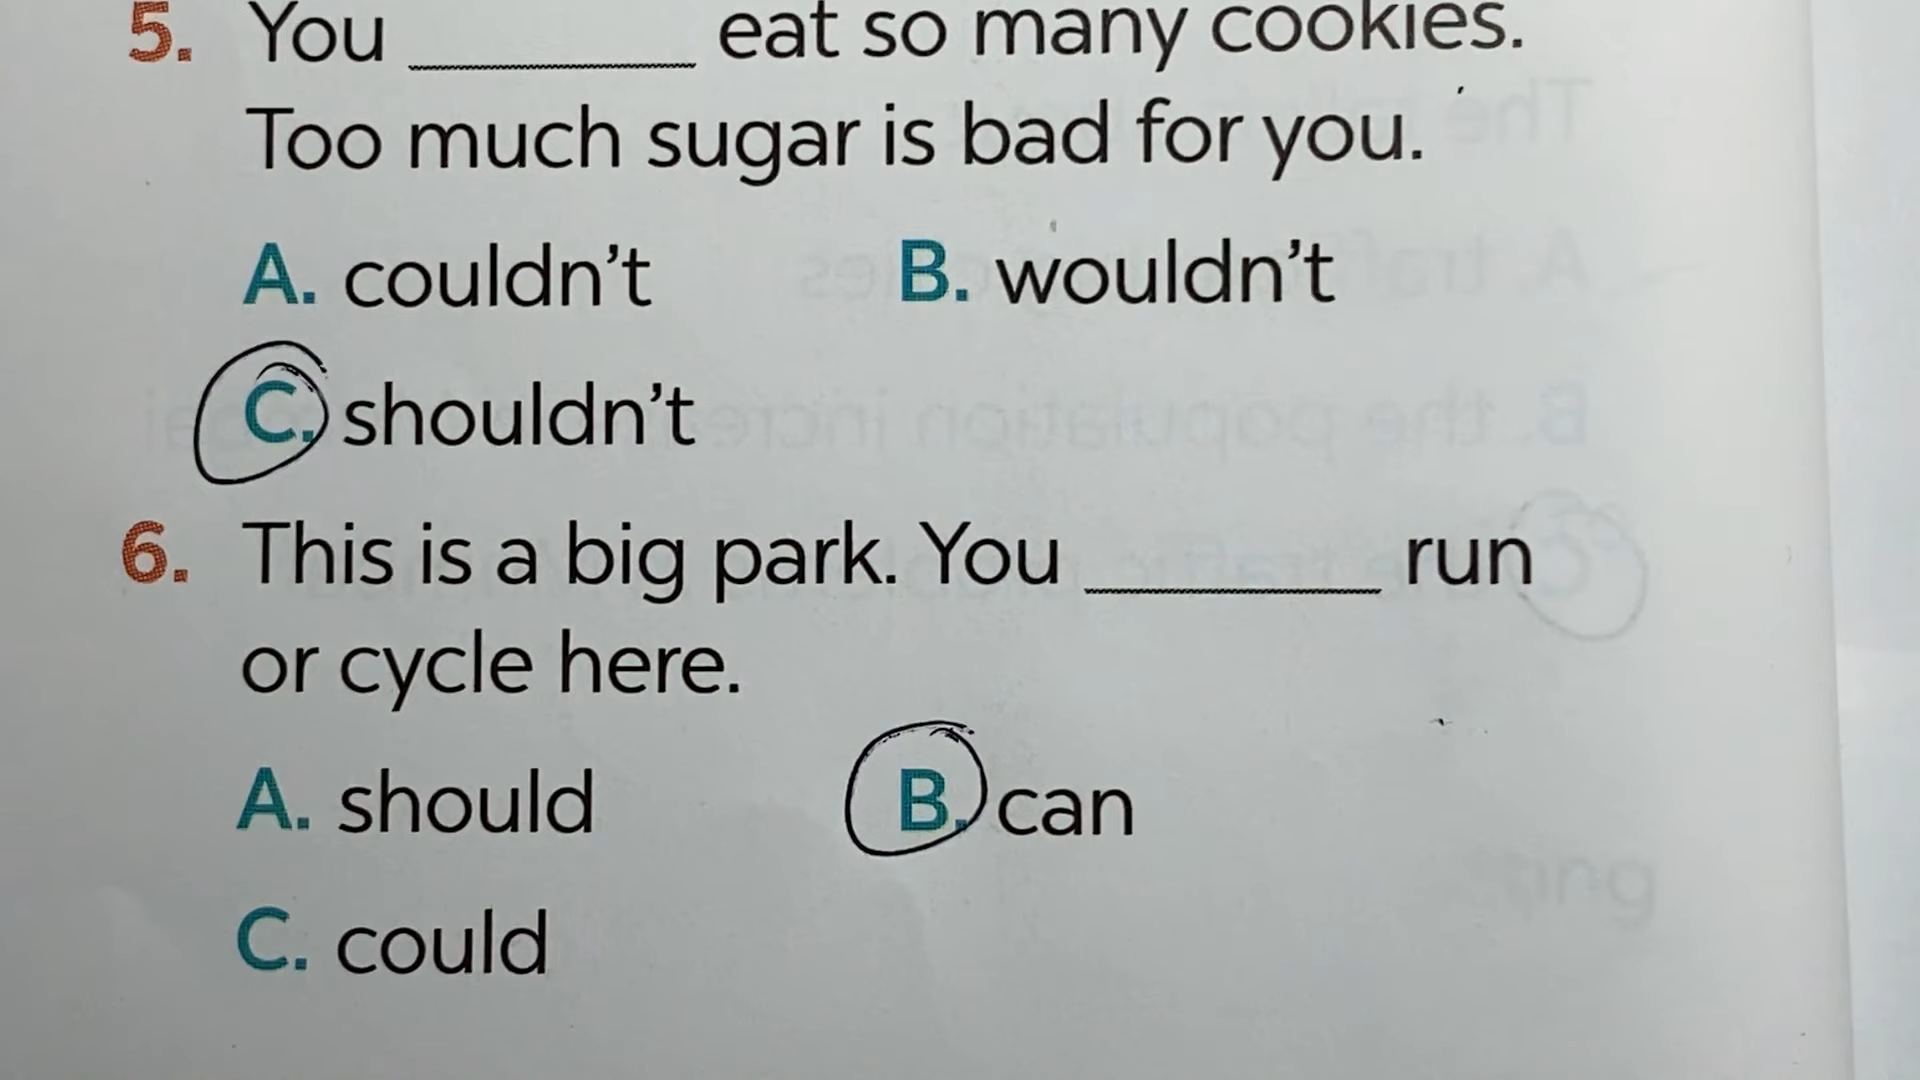 5. You ________ eat so many cookies.
Too much sugar is bad for you.
A. couldn't B. wouldn't
C. shouldn't
6. This is a big park. You ________ run
or cycle here.
A. should B. can
C. could